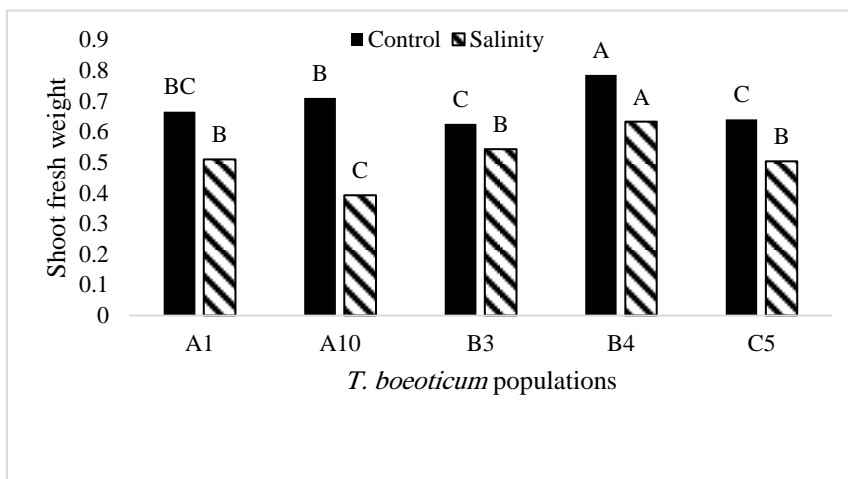 0.9
0.8
0.7
0.6
0.5
0.4
0.3
0.2
0.1
0
Shoot fresh weight
Control Salinity
BC B B C C B A A C B
A1 A10 B3 B4 C5
T. boeoticum populations